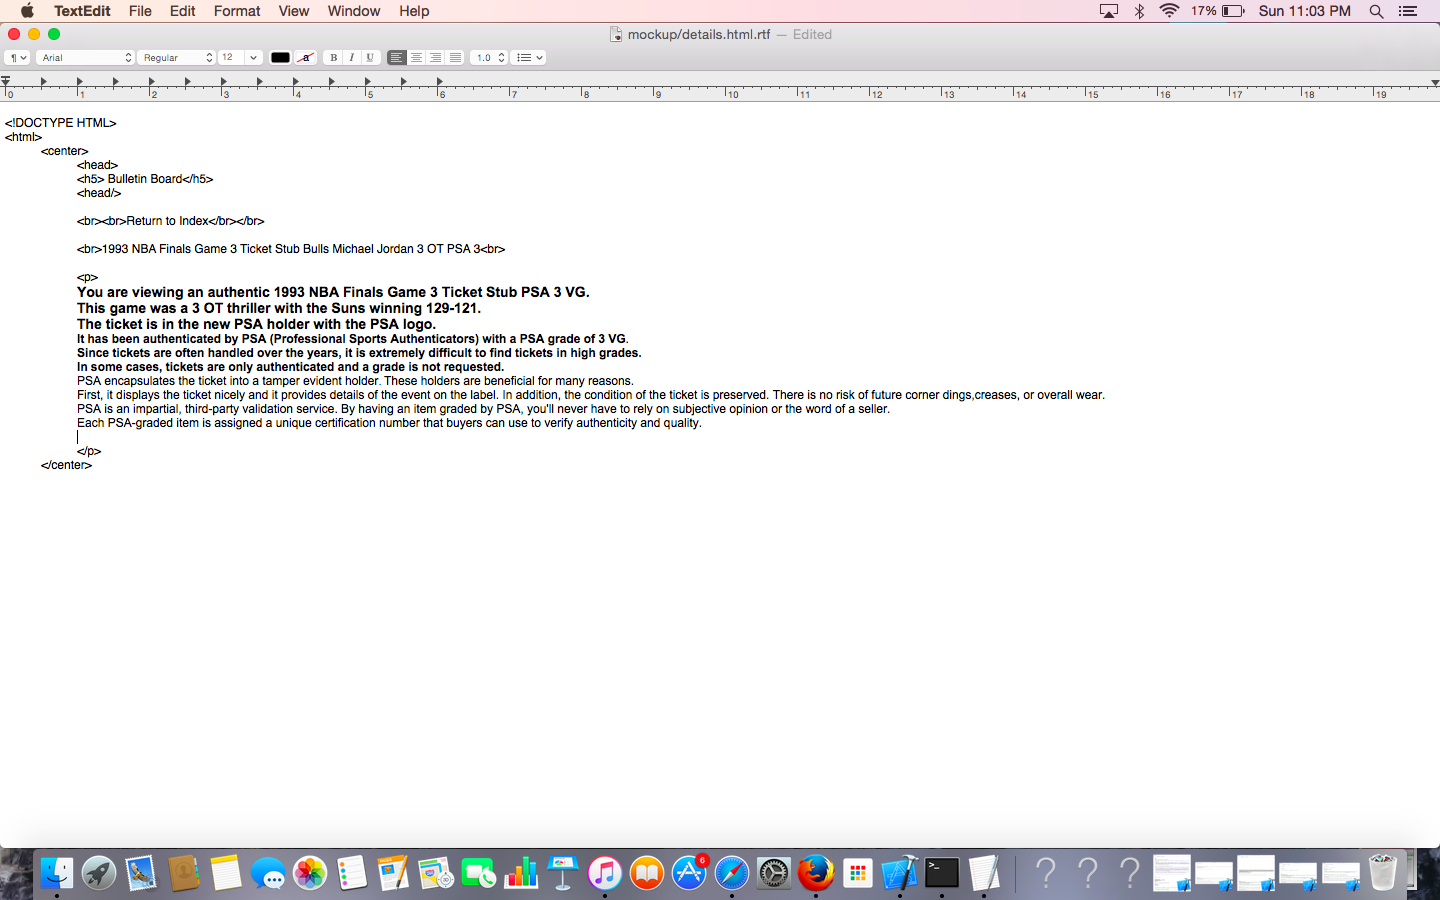 TextEdit File Edit Format View Window Help 17% Sun 11:03 PM
mockup/details.html.rtf — Edited
¶ Arial Regular 12 a B I U 1.0
0 1 2 3 4 5 6 7 8 9 10 11 12 13 14 15 16 17 18 19
<!DOCTYPE HTML>
<html>
<center>
<head>
<h5> Bulletin Board</h5>
<head/>
<br><br>Return to Index</br></br>
<br>1993 NBA Finals Game 3 Ticket Stub Bulls Michael Jordan 3 OT PSA 3<br>
<p>
You are viewing an authentic 1993 NBA Finals Game 3 Ticket Stub PSA 3 VG.
This game was a 3 OT thriller with the Suns winning 129-121.
The ticket is in the new PSA holder with the PSA logo.
It has been authenticated by PSA (Professional Sports Authenticators) with a PSA grade of 3 VG.
Since tickets are often handled over the years, it is extremely difficult to find tickets in high grades.
In some cases, tickets are only authenticated and a grade is not requested.
PSA encapsulates the ticket into a tamper evident holder. These holders are beneficial for many reasons.
First, it displays the ticket nicely and it provides details of the event on the label. In addition, the condition of the ticket is preserved. There is no risk of future corner dings,creases, or overall wear.
PSA is an impartial, third-party validation service. By having an item graded by PSA, you'll never have to rely on subjective opinion or the word of a seller.
Each PSA-graded item is assigned a unique certification number that buyers can use to verify authenticity and quality.
</p>
</center>
6